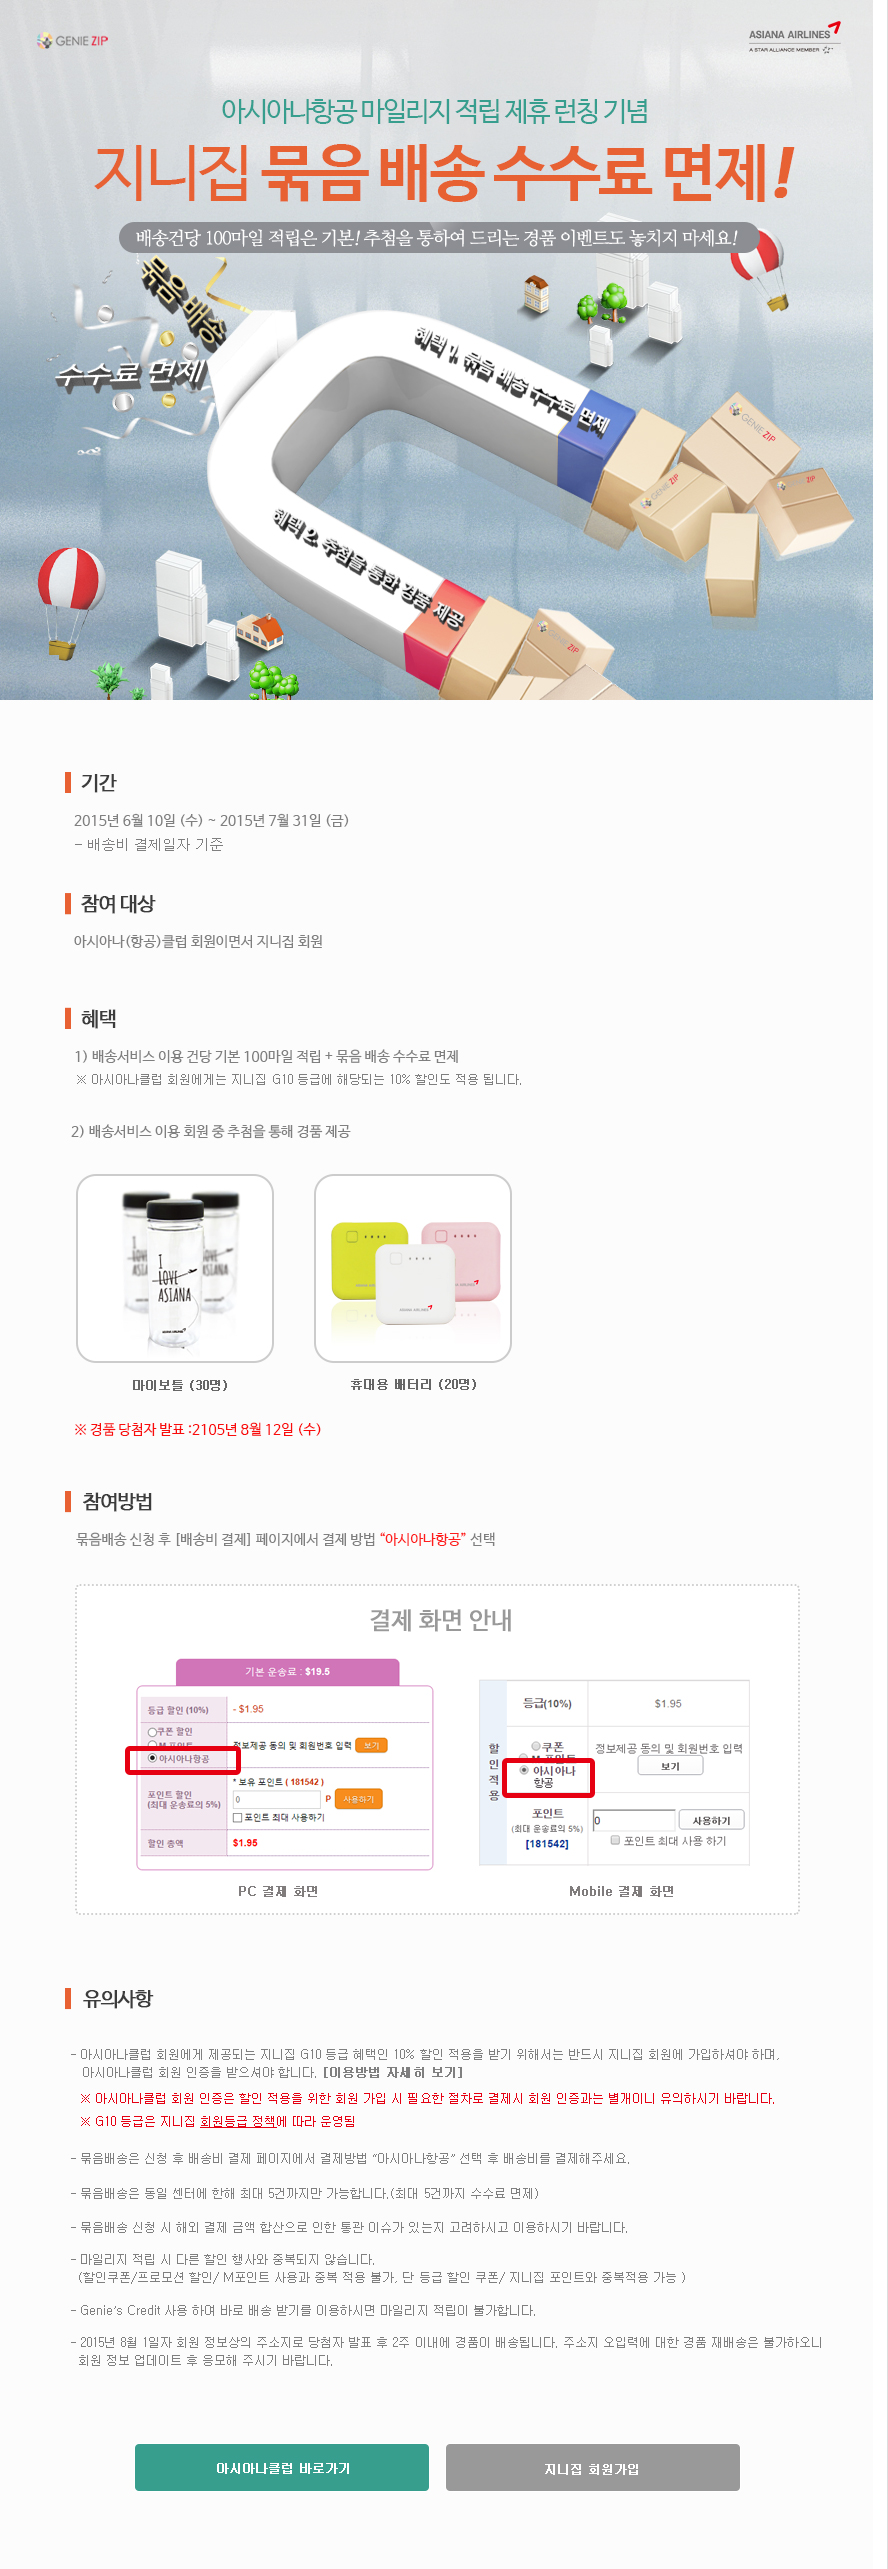 GENIE ZIP
ASIANA AIRLINES
A STAR ALLIANCE MEMBER
아시아나항공 마일리지 적립 제휴 런칭 기념
지니집 묶음 배송 수수료 면제!
배송건당 100마일 적립은 기본! 추첨을 통하여 드리는 경품 이벤트도 놓치지 마세요!
묶음 배송
수수료 면제
혜택 1. 묶음 배송 수수료 면제
GENIE ZIP
GENIE ZIP
ZIP
혜택 2. 추첨을 통한 경품 제공
GENIE ZIP
기간
2015년 6월 10일 (수) ~ 2015년 7월 31일 (금)
- 배송비 결제일자 기준
참여 대상
아시아나(항공)클럽 회원이면서 지니집 회원
혜택
1) 배송서비스 이용 건당 기본 100마일 적립 + 묶음 배송 수수료 면제
※ 아시아나클럽 회원에게는 지니집 G10 등급에 해당되는 10% 할인도 적용 됩니다.
2) 배송서비스 이용 회원 중 추첨을 통해 경품 제공
I LOVE ASIANA
ASIANA AIRLINES
ASIANA AIRLINES
마이보틀 (30명)
휴대용 배터리 (20명)
※ 경품 당첨자 발표 :2105년 8월 12일 (수)
참여방법
묶음배송 신청 후 [배송비 결제] 페이지에서 결제 방법 “아시아나항공” 선택
결제 화면 안내
기본 운송료 : $19.5
등급 할인 (10%) - $1.95
쿠폰 할인
M 포인트
아시아나항공
정보제공 동의 및 회원번호 입력 보기
포인트 할인
(최대 운송료의 5%)
* 보유 포인트 ( 181542 )
0 P 사용하기
포인트 최대 사용하기
할인 총액 $1.95
PC 결제 화면
할인적용
등급(10%) $1.95
쿠폰
M 포인트
아시아나
항공
정보제공 동의 및 회원번호 입력
보기
포인트
(최대 운송료의 5%)
[181542]
0 사용하기
포인트 최대 사용 하기
Mobile 결제 화면
유의사항
- 아시아나클럽 회원에게 제공되는 지니집 G10 등급 혜택인 10% 할인 적용을 받기 위해서는 반드시 지니집 회원에 가입하셔야 하며,
아시아나클럽 회원 인증을 받으셔야 합니다. [이용방법 자세히 보기]
※ 아시아나클럽 회원 인증은 할인 적용을 위한 회원 가입 시 필요한 절차로 결제시 회원 인증과는 별개이니 유의하시기 바랍니다.
※ G10 등급은 지니집 회원등급 정책에 따라 운영됨
- 묶음배송은 신청 후 배송비 결제 페이지에서 결제방법 “아시아나항공” 선택 후 배송비를 결제해주세요.
- 묶음배송은 동일 센터에 한해 최대 5건까지만 가능합니다.(최대 5건까지 수수료 면제)
- 묶음배송 신청 시 해외 결제 금액 합산으로 인한 통관 이슈가 있는지 고려하시고 이용하시기 바랍니다.
- 마일리지 적립 시 다른 할인 행사와 중복되지 않습니다.
(할인쿠폰/프로모션 할인/ M포인트 사용과 중복 적용 불가, 단 등급 할인 쿠폰/ 지니집 포인트와 중복적용 가능 )
- Genie's Credit 사용 하여 바로 배송 받기를 이용하시면 마일리지 적립이 불가합니다.
- 2015년 8월 1일자 회원 정보상의 주소지로 당첨자 발표 후 2주 이내에 경품이 배송됩니다. 주소지 오입력에 대한 경품 재배송은 불가하오니
회원 정보 업데이트 후 응모해 주시기 바랍니다.
아시아나클럽 바로가기
지니집 회원가입